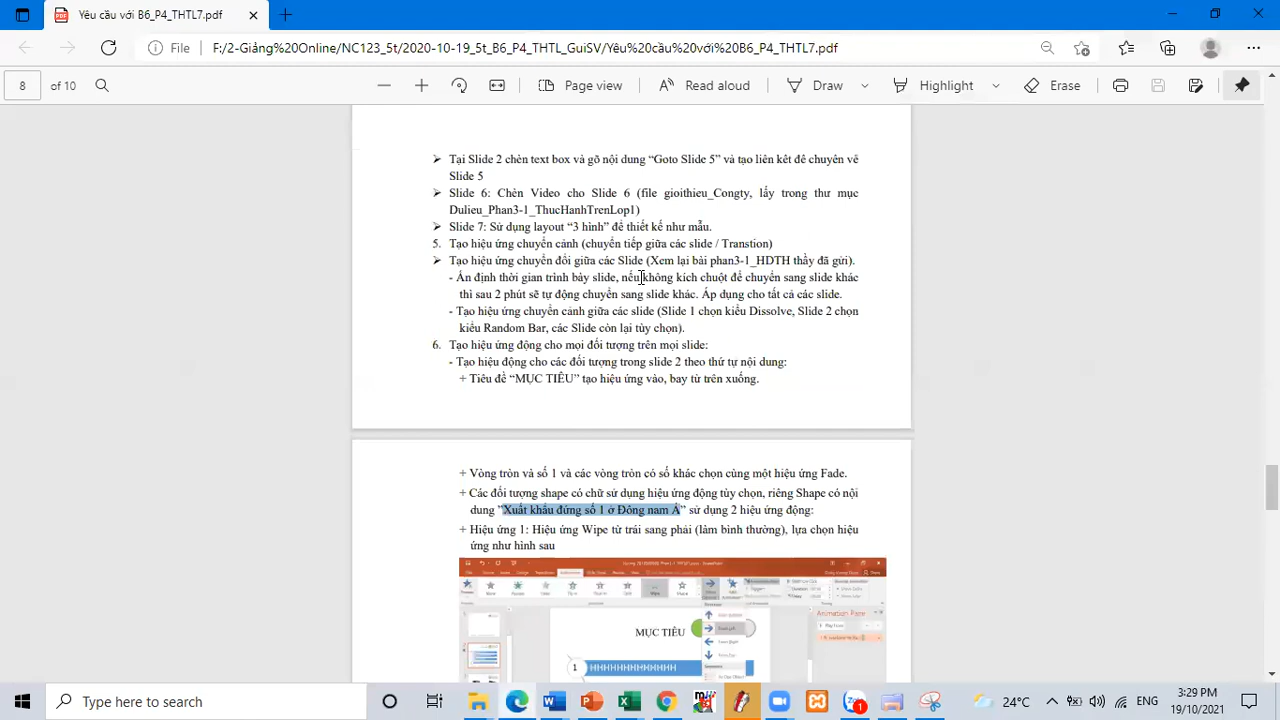 Yêu cầu với B6_P4_THTL7.pdf
File
F:/2-Giảng%20Online/NC123_5t/2020-10-19_5t_B6_P4_THTL_GuiSV/Yêu%20cầu%20với%20B6_P4_THTL7.pdf
8 of 10
Page view
Read aloud
Draw
Highlight
Erase
➢ Tại Slide 2 chèn text box và gõ nội dung “Goto Slide 5” và tạo liên kết để chuyển về
Slide 5
➢ Slide 6: Chèn Video cho Slide 6 (file gioithieu_Congty, lấy trong thư mục
Dulieu_Phan3-1_ThucHanhTrenLop1)
➢ Slide 7: Sử dụng layout “3 hình” để thiết kế như mẫu.
5. Tạo hiệu ứng chuyển cảnh (chuyển tiếp giữa các slide / Transtion)
➢ Tạo hiệu ứng chuyển đổi giữa các Slide (Xem lại bài phan3-1_HDTH thầy đã gửi).
- Ấn định thời gian trình bày slide, nếu không kích chuột để chuyển sang slide khác
thì sau 2 phút sẽ tự động chuyển sang slide khác. Áp dụng cho tất cả các slide.
- Tạo hiệu ứng chuyển cảnh giữa các slide (Slide 1 chọn kiểu Dissolve, Slide 2 chọn
kiểu Random Bar, các Slide còn lại tùy chọn).
6. Tạo hiệu ứng động cho mọi đối tượng trên mọi slide:
- Tạo hiệu động cho các đối tượng trong slide 2 theo thứ tự nội dung:
+ Tiêu đề “MỤC TIÊU” tạo hiệu ứng vào, bay từ trên xuống.
+ Vòng tròn và số 1 và các vòng tròn có số khác chọn cùng một hiệu ứng Fade.
+ Các đối tượng shape có chữ sử dụng hiệu ứng động tùy chọn, riêng Shape có nội
dung ”Xuất khẩu đứng số 1 ở Đông nam Á” sử dụng 2 hiệu ứng động:
+ Hiệu ứng 1: Hiệu ứng Wipe từ trái sang phải (làm bình thường), lựa chọn hiệu
ứng như hình sau
Wipe
Animation Pane
MỤC TIÊU
1
Type here to search
1
24°C
ENG
3:29 PM
19/10/2021